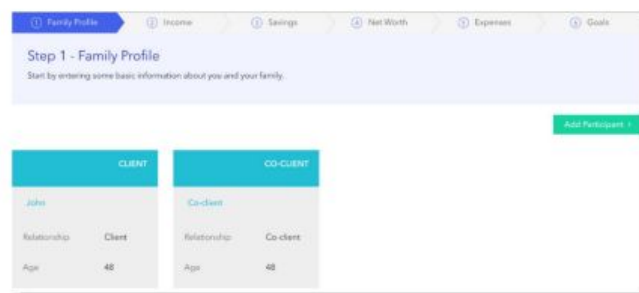 1 Family Profile 2 Income 3 Savings 4 Net Worth 5 Expenses 6 Goals
Step 1 - Family Profile
Start by entering some basic information about you and your family.
Add Participant ›
CLIENT CO-CLIENT
John Co-client
Relationship Client Relationship Co-client
Age 48 Age 48